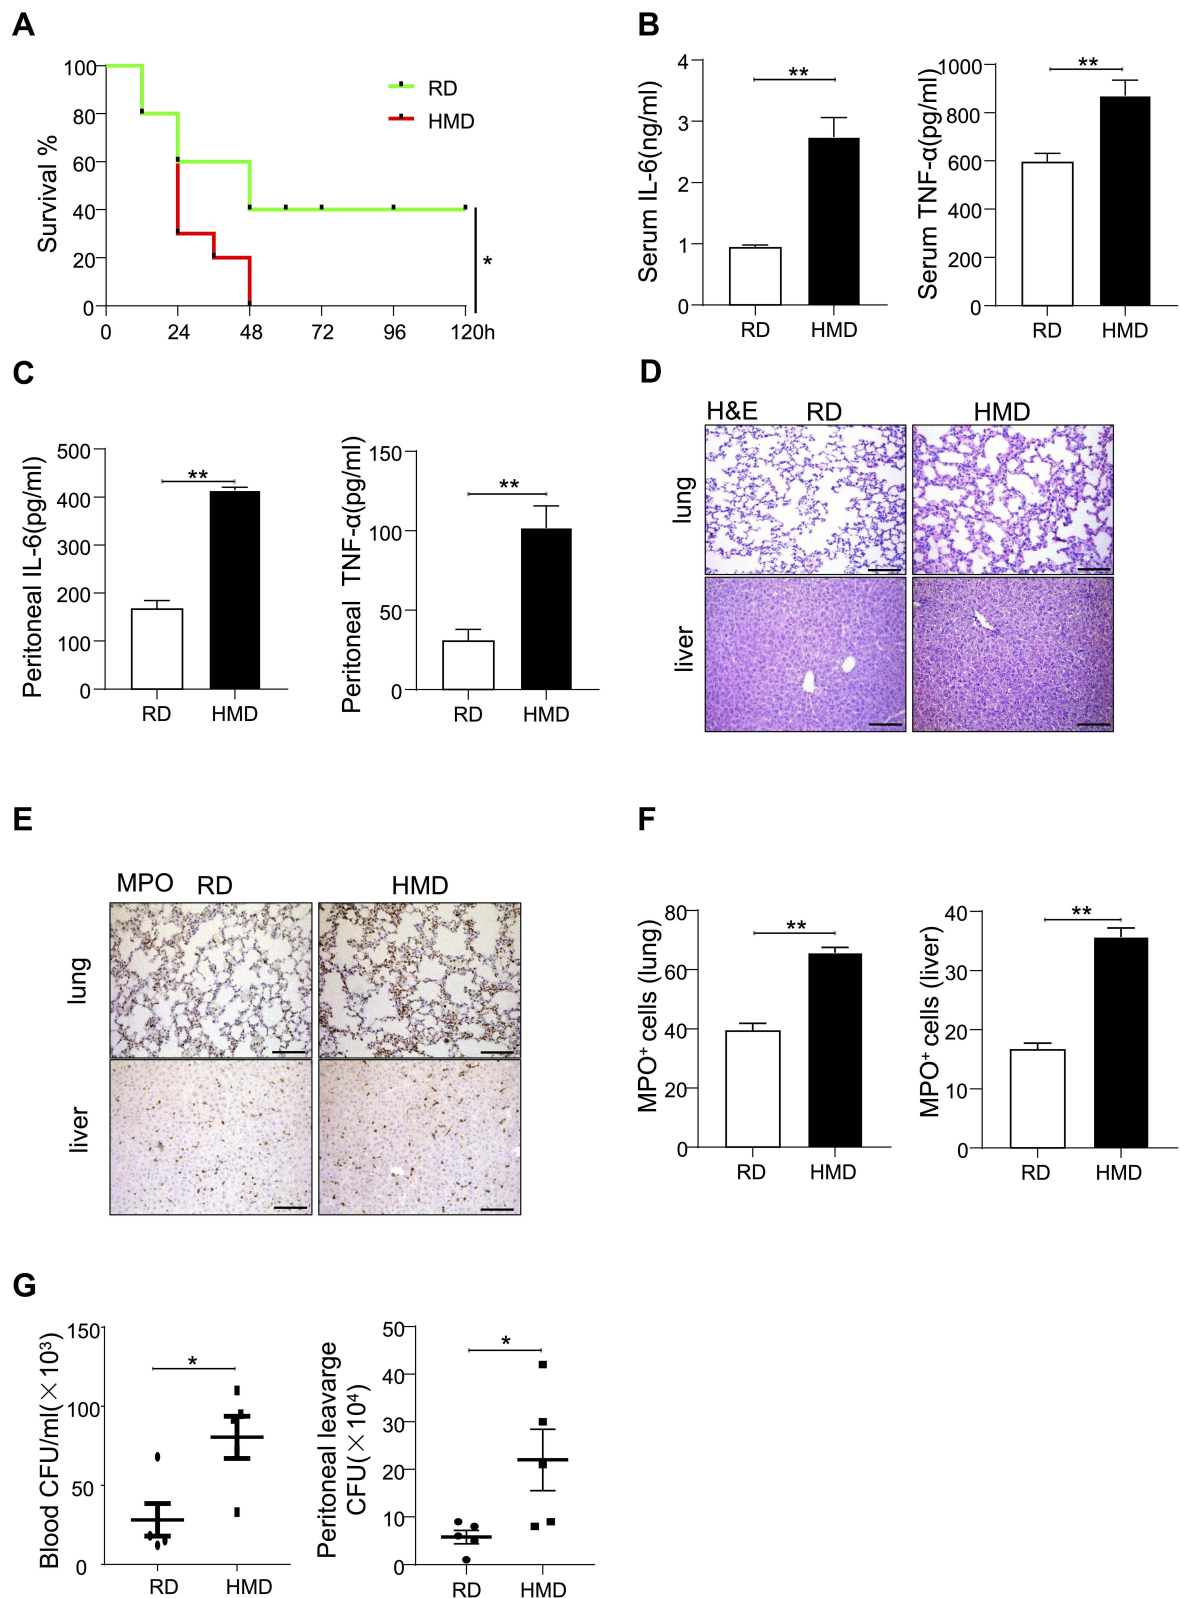 A
100
80
60
40
20
0
Survival %
0 24 48 72 96 120h
RD
HMD
*
B
4
3
2
1
0
Serum IL-6(ng/ml)
**
RD HMD
1000
800
600
400
200
0
Serum TNF-α(pg/ml)
**
RD HMD
C
500
400
300
200
100
0
Peritoneal IL-6(pg/ml)
**
RD HMD
150
100
50
0
Peritoneal TNF-α(pg/ml)
**
RD HMD
D
H&E RD HMD
lung
liver
E
MPO RD HMD
lung
liver
F
80
60
40
20
0
MPO⁺ cells (lung)
**
RD HMD
40
30
20
10
0
MPO⁺ cells (liver)
**
RD HMD
G
150
100
50
0
Blood CFU/ml(×10³)
*
RD HMD
50
40
30
20
10
0
Peritoneal leavarge
CFU(×10⁴)
*
RD HMD